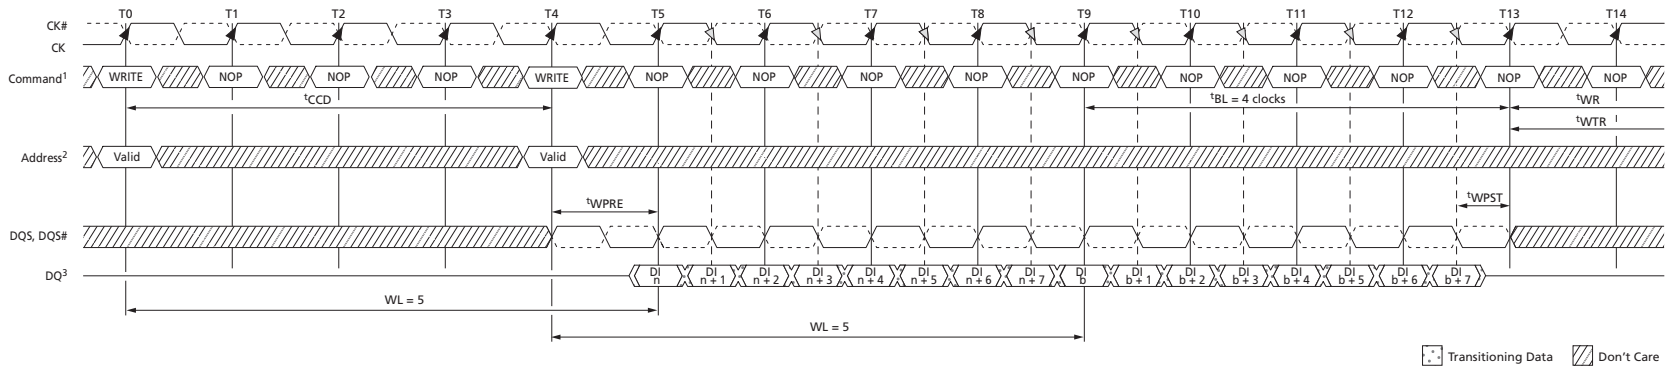 T0 T1 T2 T3 T4 T5 T6 T7 T8 T9 T10 T11 T12 T13 T14
CK#
CK
Command1 WRITE NOP NOP NOP WRITE NOP NOP NOP NOP NOP NOP NOP NOP NOP NOP
tCCD tBL = 4 clocks tWR
tWTR
Address2 Valid Valid
tWPRE tWPST
DQS, DQS#
DQ3 DI n DI n + 1 DI n + 2 DI n + 3 DI n + 4 DI n + 5 DI n + 6 DI n + 7 DI b DI b + 1 DI b + 2 DI b + 3 DI b + 4 DI b + 5 DI b + 6 DI b + 7
WL = 5
WL = 5
Transitioning Data Don't Care